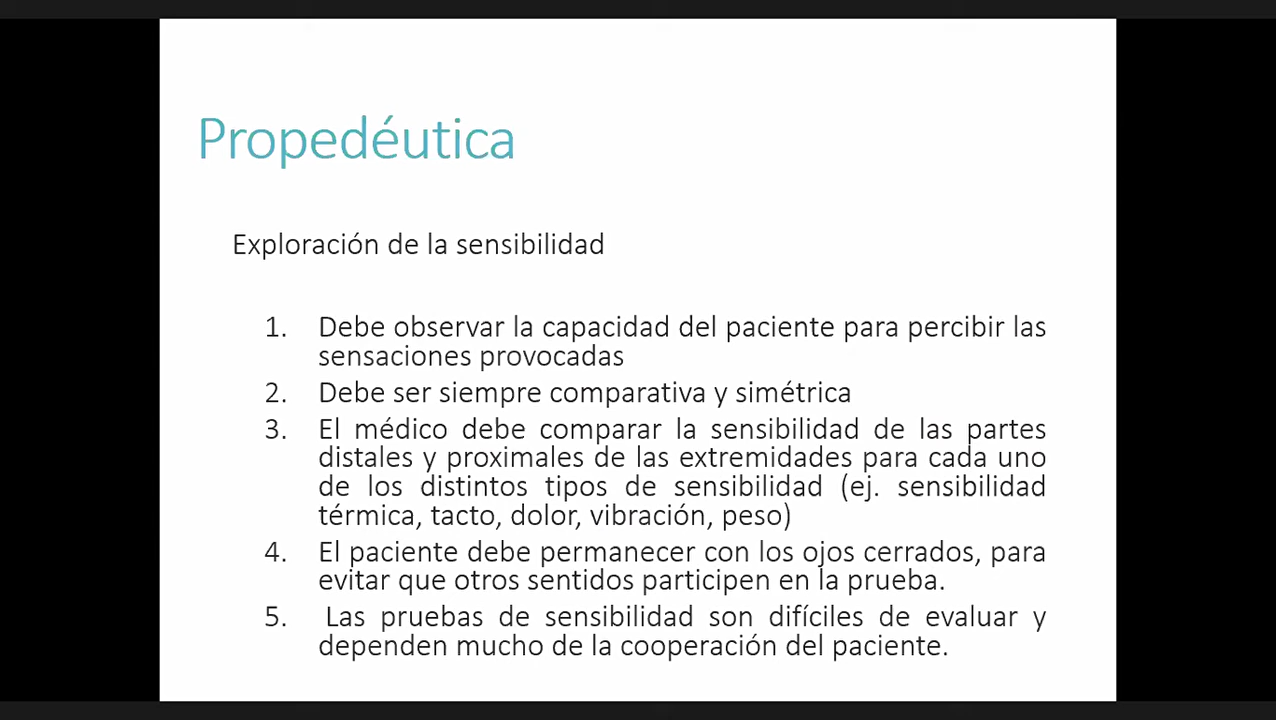 Propedéutica
Exploración de la sensibilidad
1. Debe observar la capacidad del paciente para percibir las
sensaciones provocadas
2. Debe ser siempre comparativa y simétrica
3. El médico debe comparar la sensibilidad de las partes
distales y proximales de las extremidades para cada uno
de los distintos tipos de sensibilidad (ej. sensibilidad
térmica, tacto, dolor, vibración, peso)
4. El paciente debe permanecer con los ojos cerrados, para
evitar que otros sentidos participen en la prueba.
5. Las pruebas de sensibilidad son difíciles de evaluar y
dependen mucho de la cooperación del paciente.